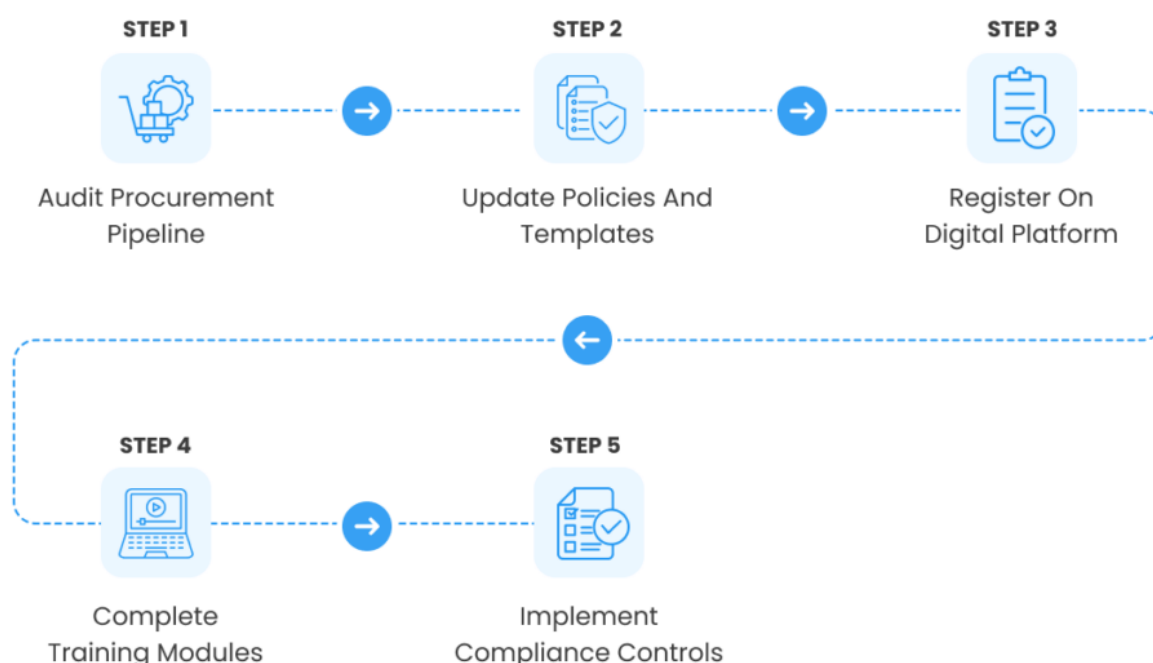 STEP 1
Audit Procurement
Pipeline
STEP 2
Update Policies And
Templates
STEP 3
Register On
Digital Platform
STEP 4
Complete
Training Modules
STEP 5
Implement
Compliance Controls